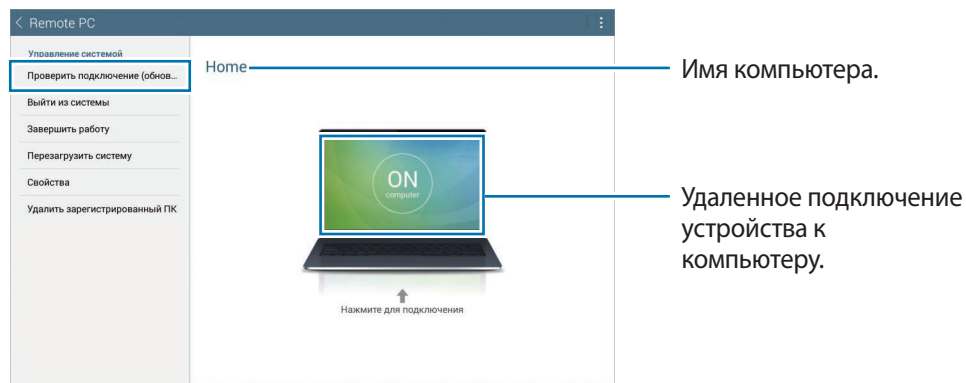 Remote PC
Управление системой
Проверить подключение (обнов...
Выйти из системы
Завершить работу
Перезагрузить систему
Свойства
Удалить зарегистрированный ПК
Home
ON
computer
Нажмите для подключения
Имя компьютера.
Удаленное подключение
устройства к
компьютеру.